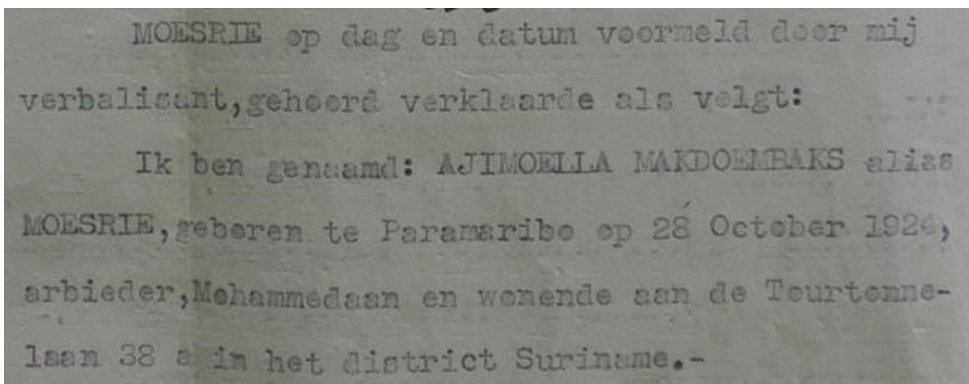 MOESRIE op dag en datum voormeld door mij
verbalisant,gehoord verklaarde als volgt:
Ik ben genaamd: AJIMOELLA MAKDOEMBAKS alias
MOESRIE,geboren te Paramaribo op 28 October 1924,
arbieder,Mohammedaan en wonende aan de Tourtonne-
laan 38 a in het district Suriname.-